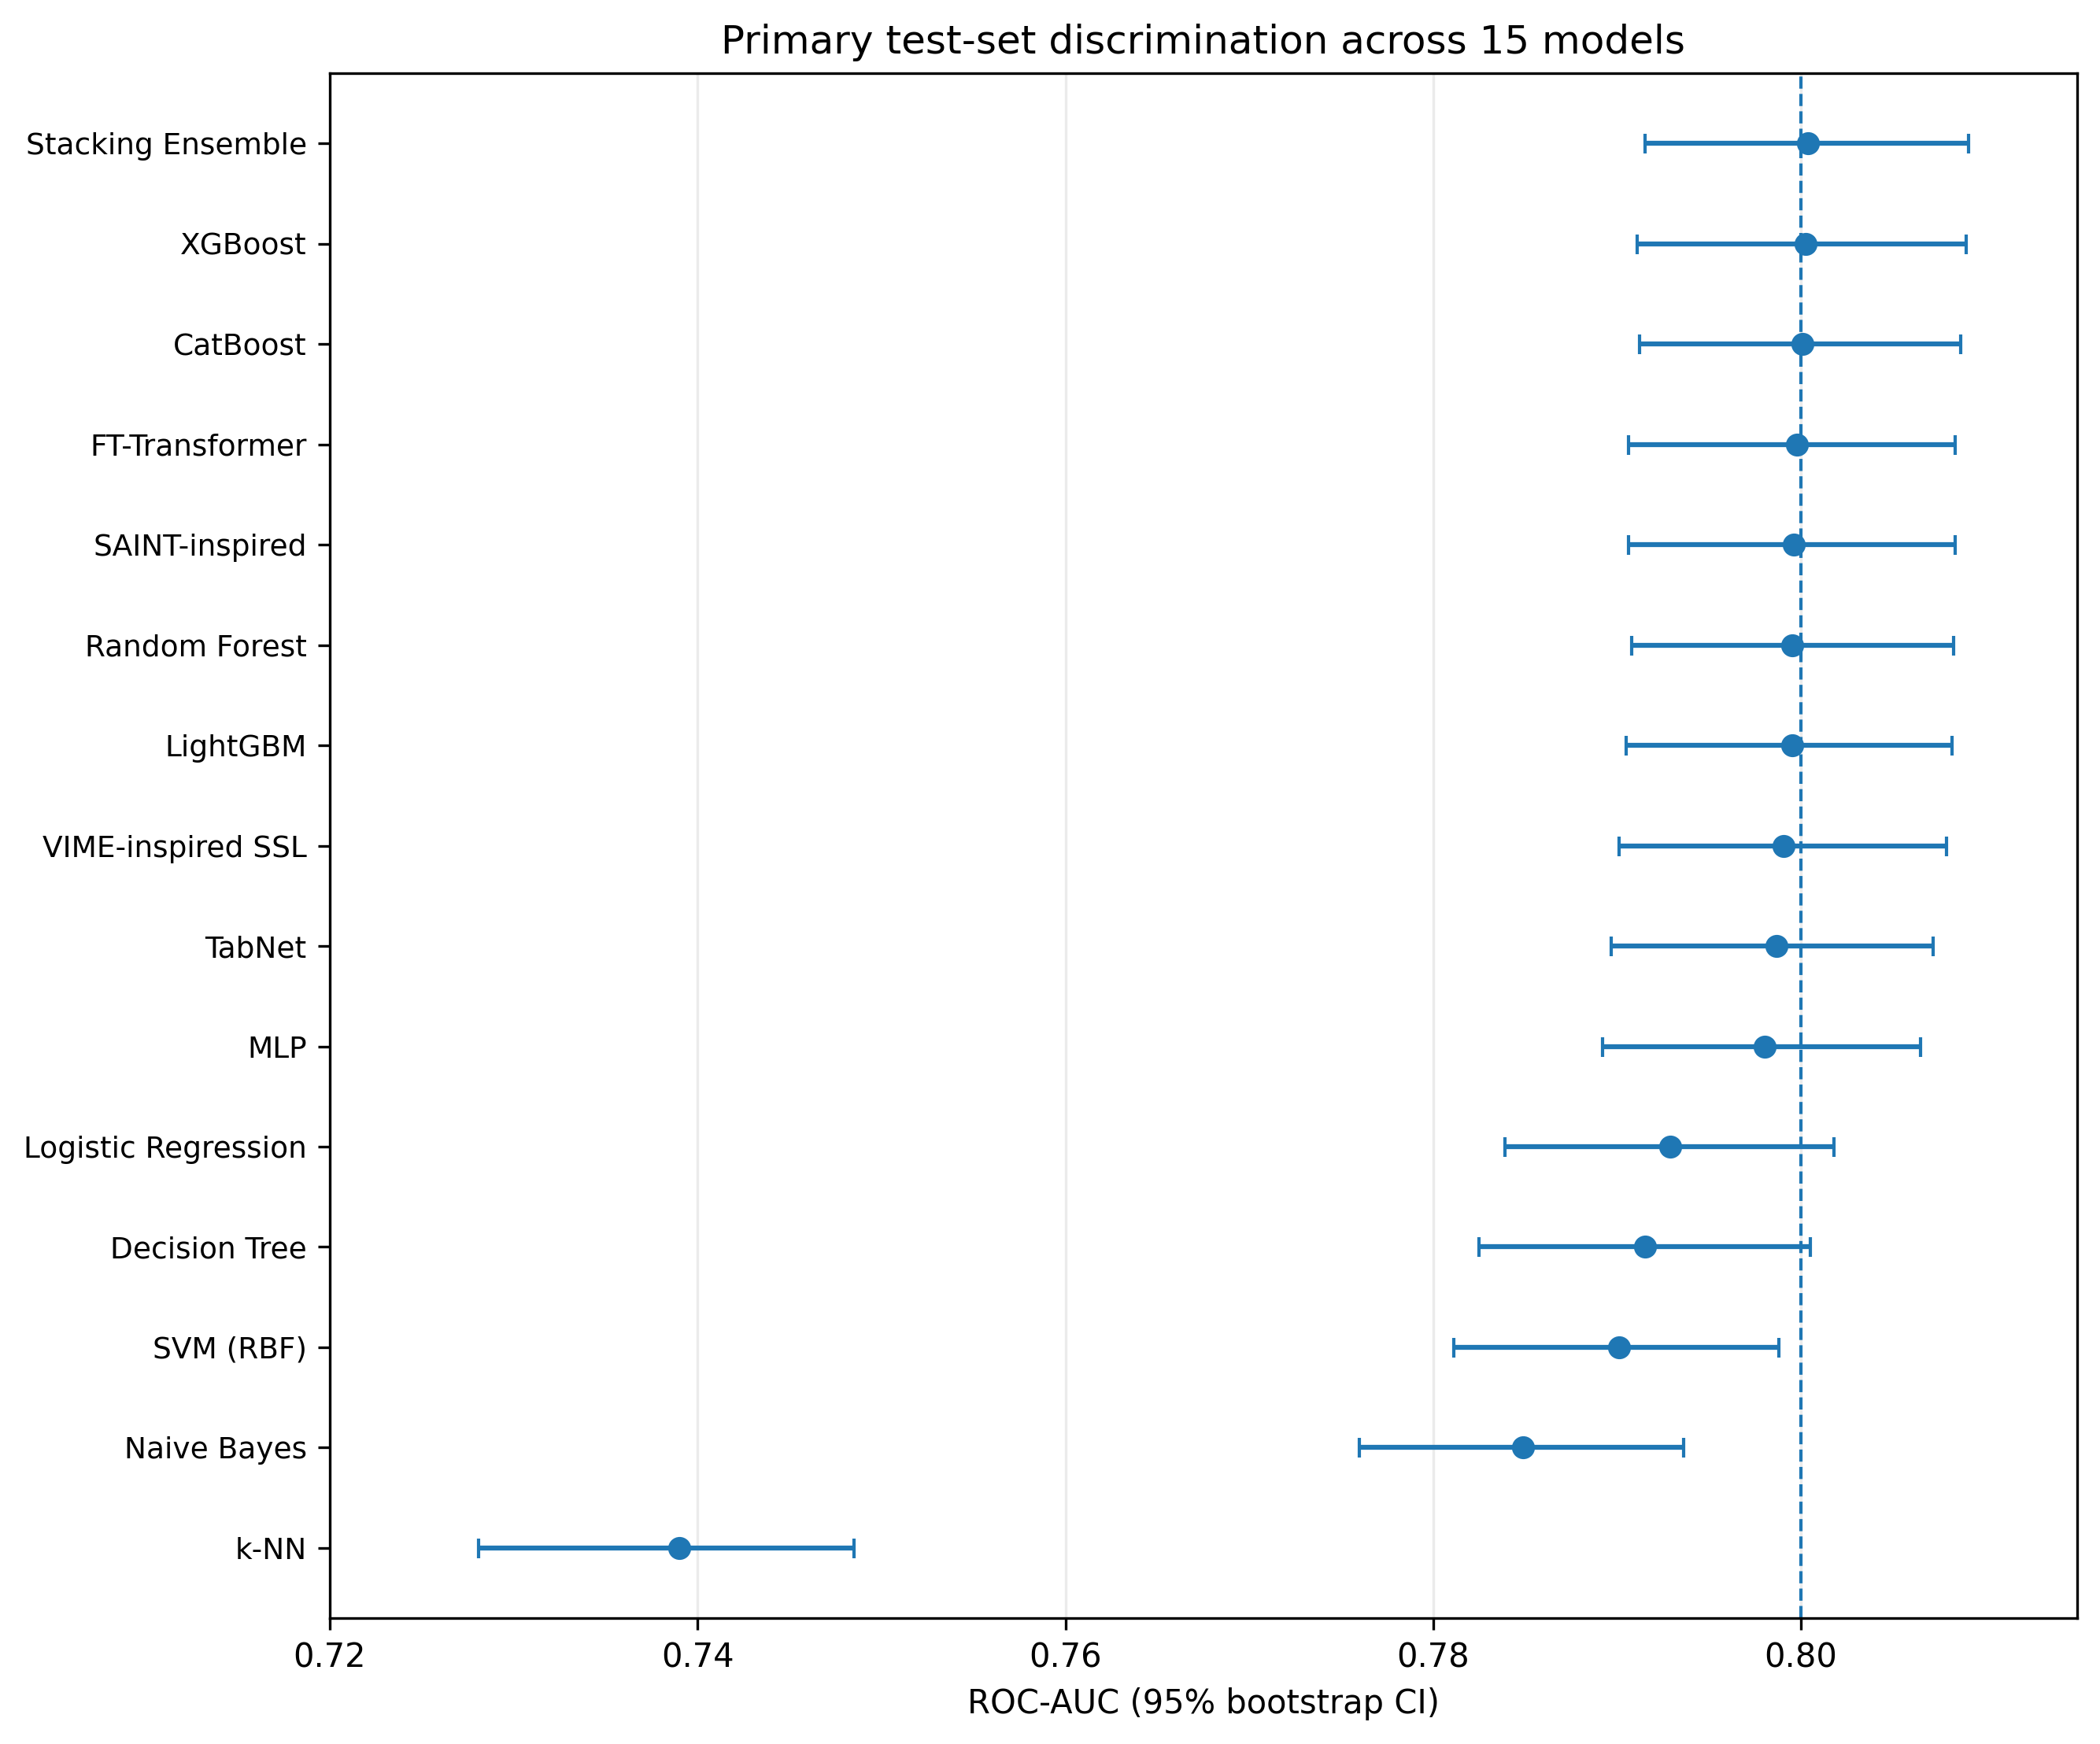 Primary test-set discrimination across 15 models
Stacking Ensemble
XGBoost
CatBoost
FT-Transformer
SAINT-inspired
Random Forest
LightGBM
VIME-inspired SSL
TabNet
MLP
Logistic Regression
Decision Tree
SVM (RBF)
Naive Bayes
k-NN
0.72 0.74 0.76 0.78 0.80
ROC-AUC (95% bootstrap CI)